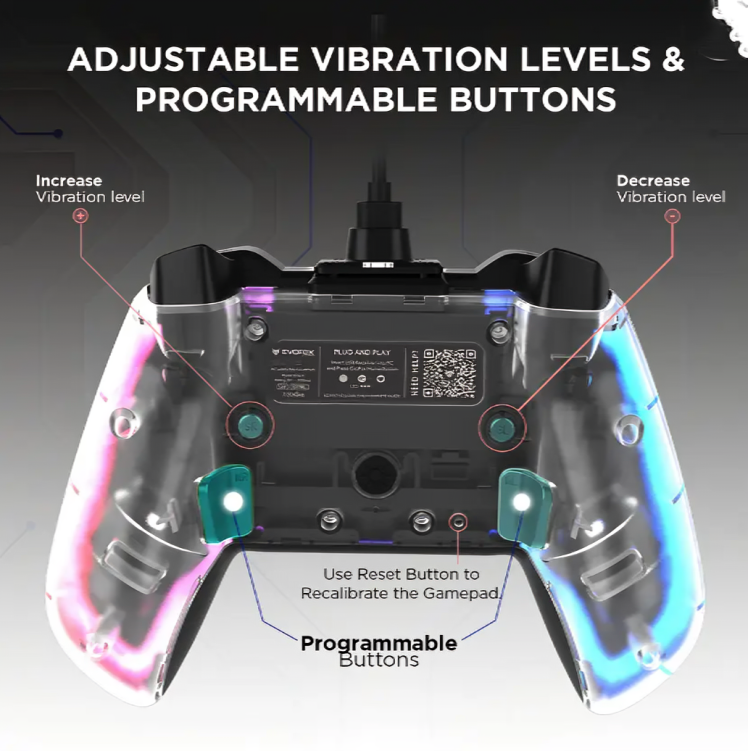 ADJUSTABLE VIBRATION LEVELS &
PROGRAMMABLE BUTTONS
Increase
Vibration level
Decrease
Vibration level
EVOFOX
PLUG AND PLAY
NEED HELP?
Use Reset Button to
Recalibrate the Gamepad.
Programmable
Buttons